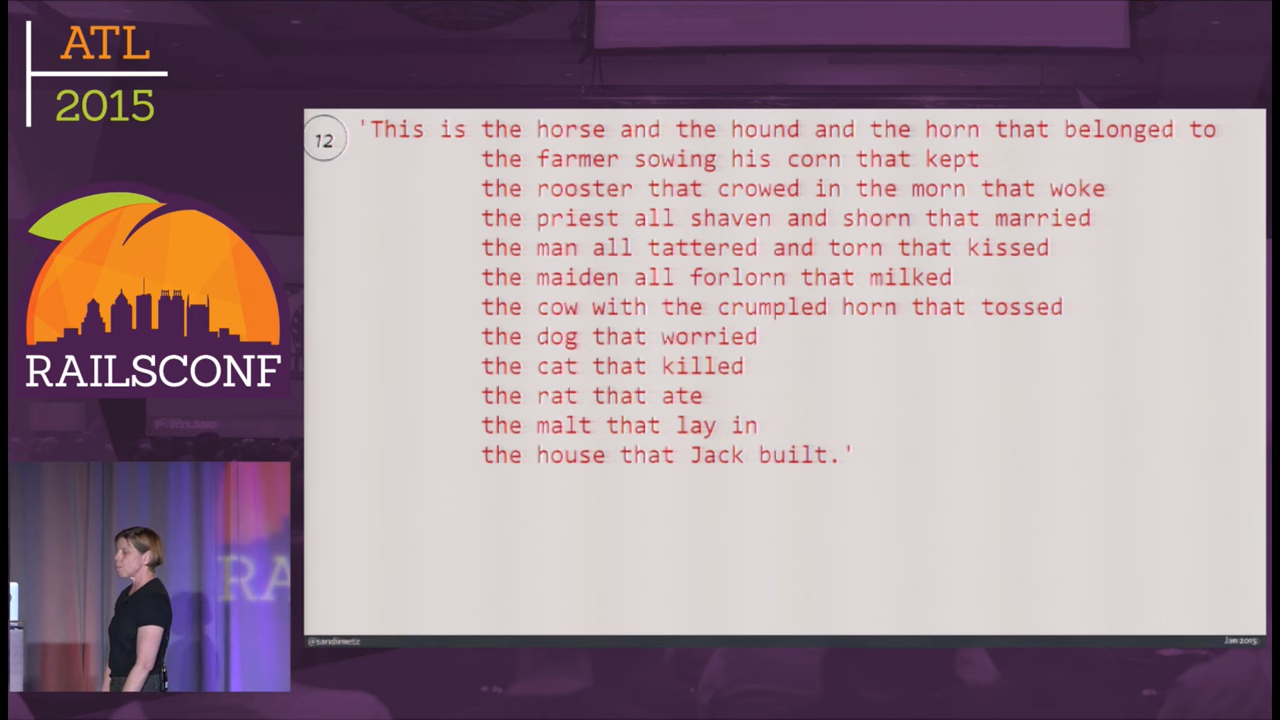 ATL
2015
RAILSCONF
12
'This is the horse and the hound and the horn that belonged to
the farmer sowing his corn that kept
the rooster that crowed in the morn that woke
the priest all shaven and shorn that married
the man all tattered and torn that kissed
the maiden all forlorn that milked
the cow with the crumpled horn that tossed
the dog that worried
the cat that killed
the rat that ate
the malt that lay in
the house that Jack built.'
@sandimetz
Jan 2015
PORTLAND
RA